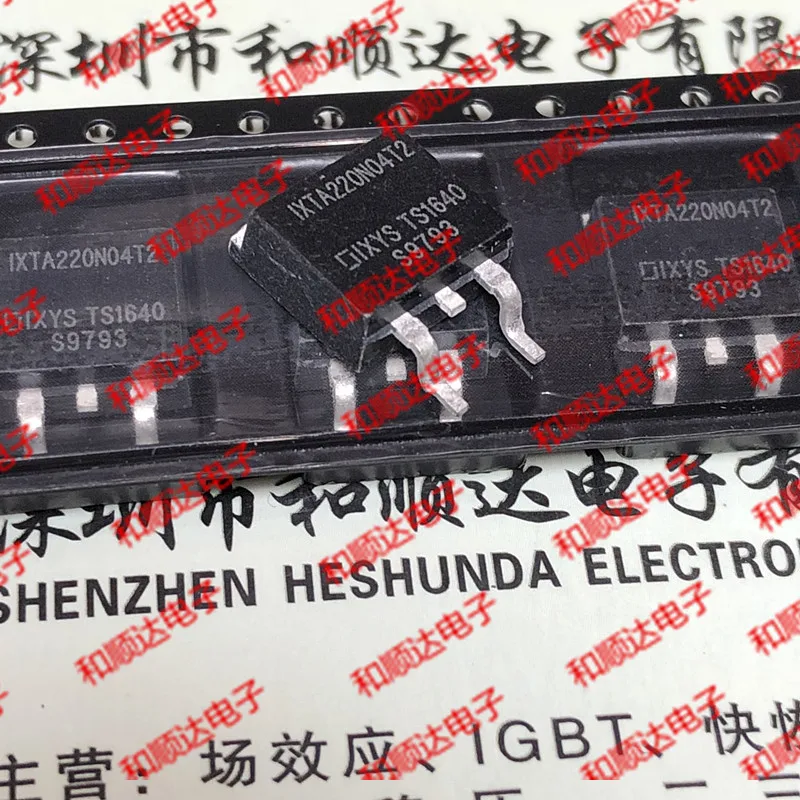 深圳市和顺达电子有限
IXTA220N04T2
IXYS TS1640
S9793
IXTA220N04T2
IXYS TS1640
S9793
IXTA220N04T2
IXYS TS1640
S9793
深圳市和顺达电子有
SHENZHEN HESHUNDA ELECTRO
主营：场效应、IGBT、快恢
和顺达电子